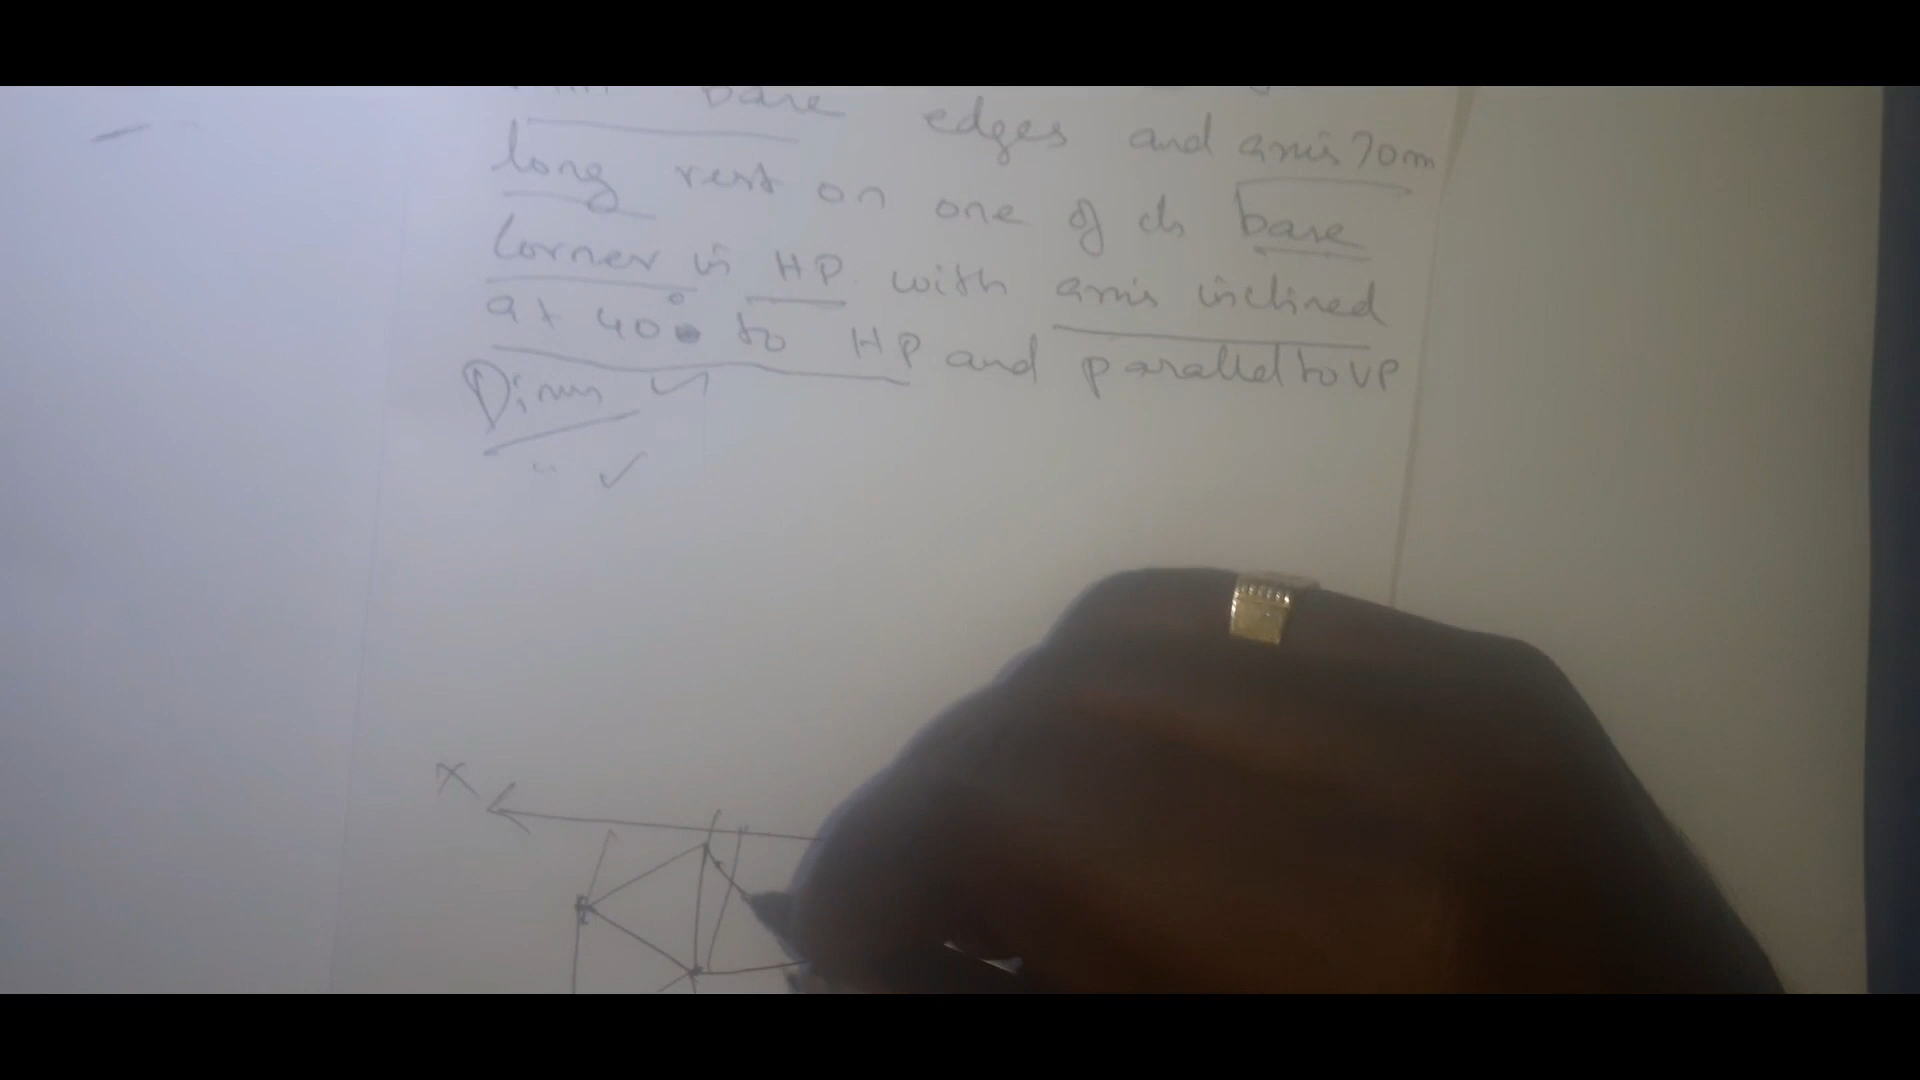 base
edges and axis 70m
long rest on one of its base
corner in HP. with axis inclined
at 40° to HP and parallel to VP
Dim
X